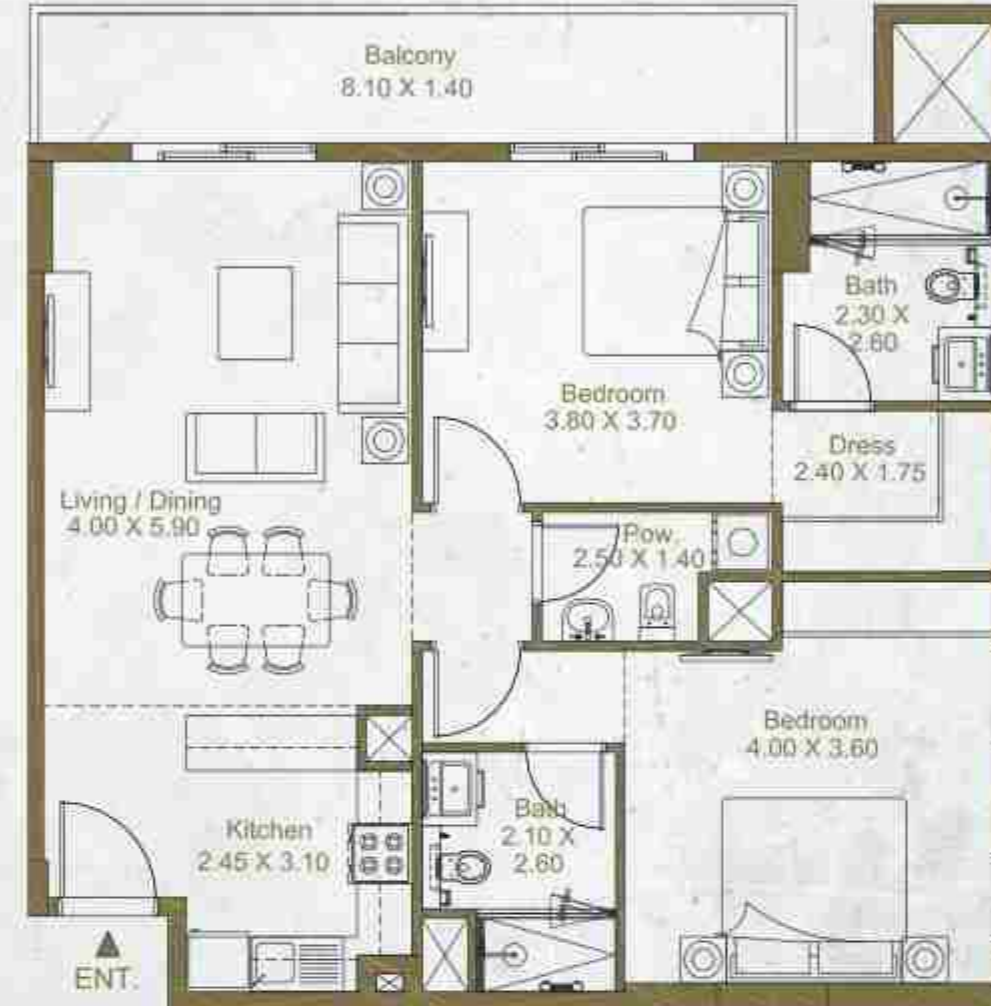 Balcony
8.10 X 1.40
Bath
2.30 X
2.60
Bedroom
3.80 X 3.70
Dress
2.40 X 1.75
Living / Dining
4.00 X 5.90
Pow.
2.50 X 1.40
Bedroom
4.00 X 3.60
Kitchen
2.45 X 3.10
Bath
2.10 X
2.60
ENT.